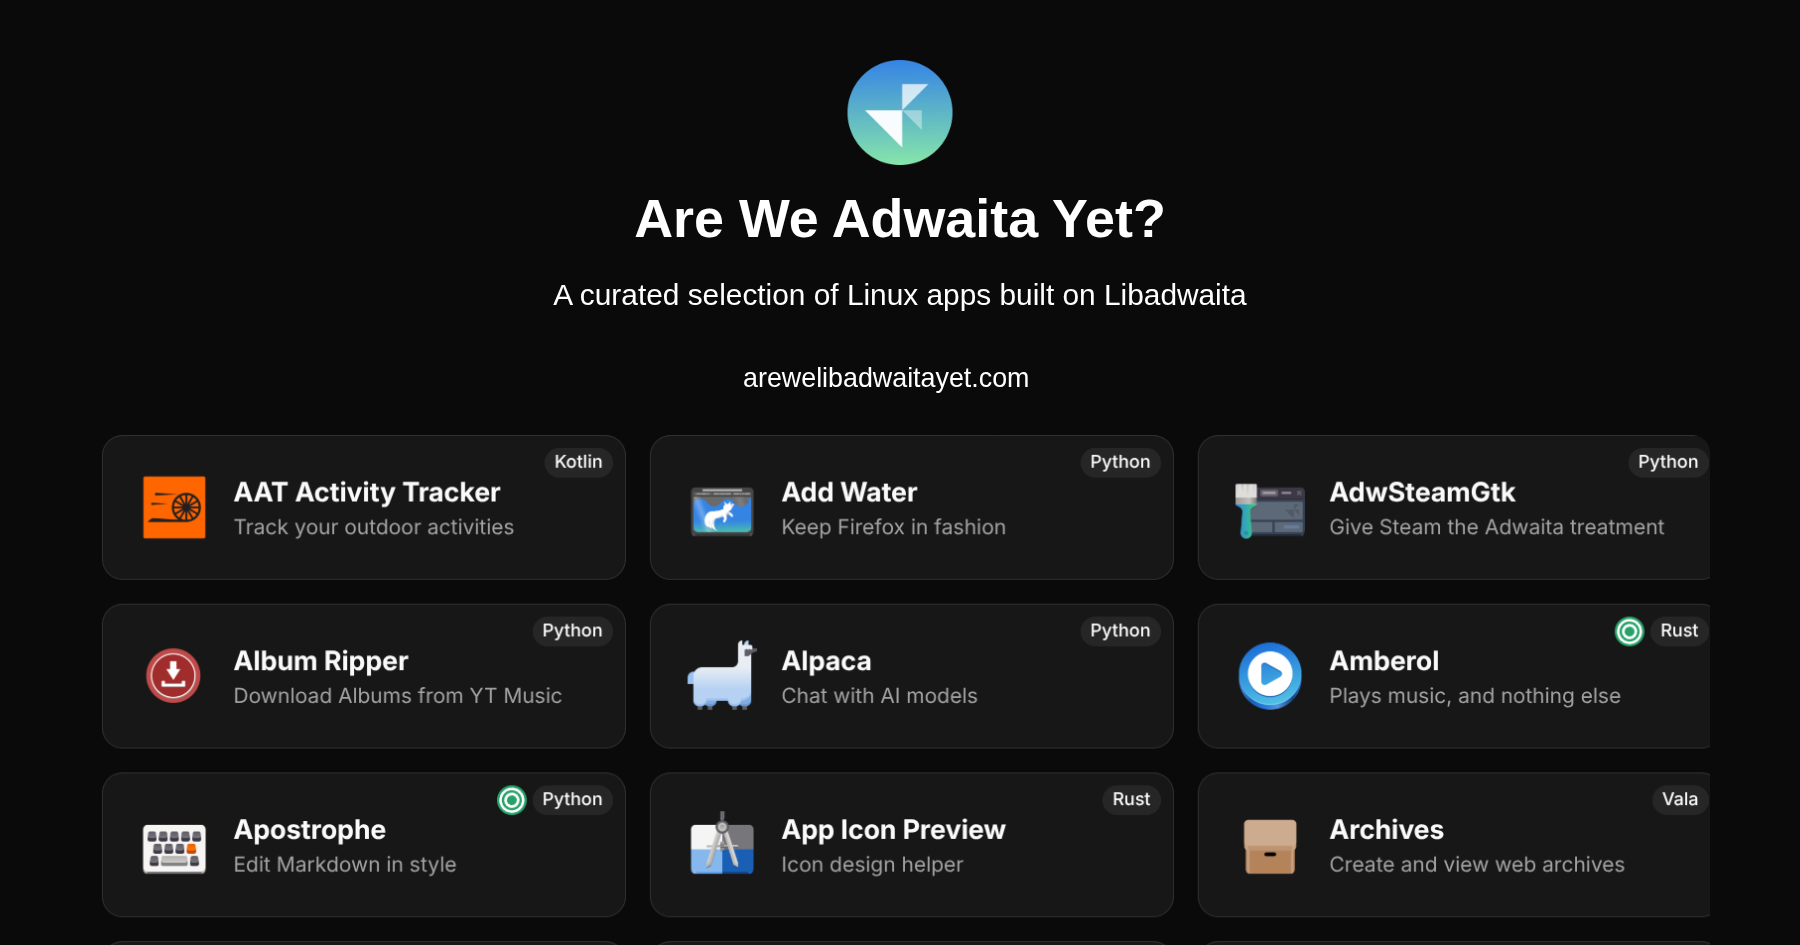 Are We Adwaita Yet?
A curated selection of Linux apps built on Libadwaita
arewelibadwaitayet.com
Kotlin
AAT Activity Tracker
Track your outdoor activities
Python
Add Water
Keep Firefox in fashion
Python
AdwSteamGtk
Give Steam the Adwaita treatment
Python
Album Ripper
Download Albums from YT Music
Python
Alpaca
Chat with AI models
Rust
Amberol
Plays music, and nothing else
Python
Apostrophe
Edit Markdown in style
Rust
App Icon Preview
Icon design helper
Vala
Archives
Create and view web archives